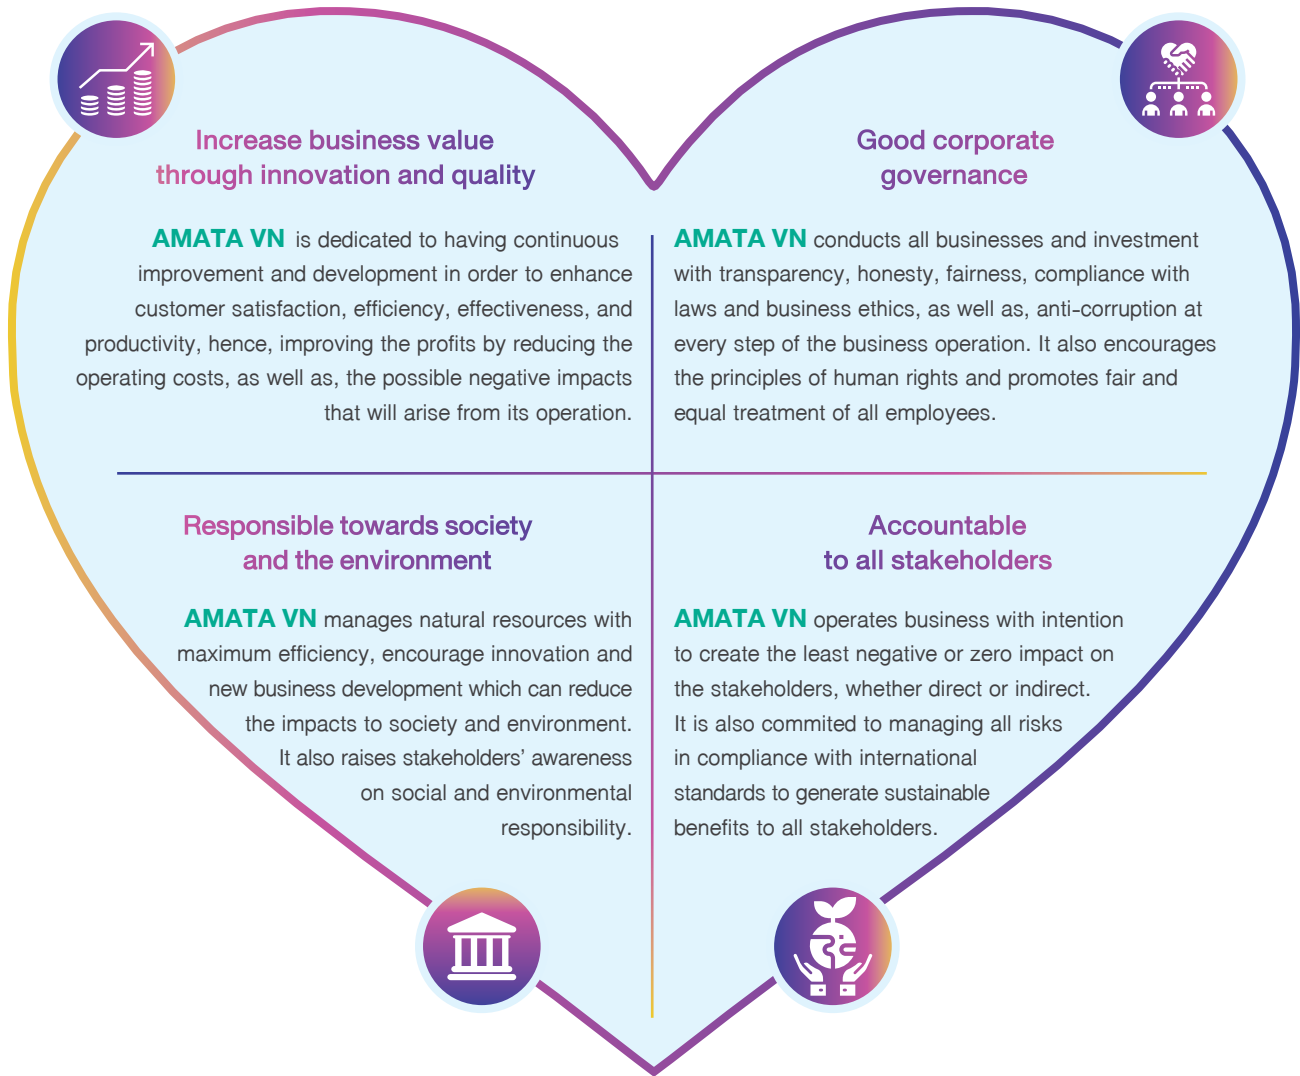 Increase business value
through innovation and quality
AMATA VN is dedicated to having continuous
improvement and development in order to enhance
customer satisfaction, efficiency, effectiveness, and
productivity, hence, improving the profits by reducing the
operating costs, as well as, the possible negative impacts
that will arise from its operation.
Good corporate
governance
AMATA VN conducts all businesses and investment
with transparency, honesty, fairness, compliance with
laws and business ethics, as well as, anti-corruption at
every step of the business operation. It also encourages
the principles of human rights and promotes fair and
equal treatment of all employees.
Responsible towards society
and the environment
AMATA VN manages natural resources with
maximum efficiency, encourage innovation and
new business development which can reduce
the impacts to society and environment.
It also raises stakeholders’ awareness
on social and environmental
responsibility.
Accountable
to all stakeholders
AMATA VN operates business with intention
to create the least negative or zero impact on
the stakeholders, whether direct or indirect.
It is also commited to managing all risks
in compliance with international
standards to generate sustainable
benefits to all stakeholders.